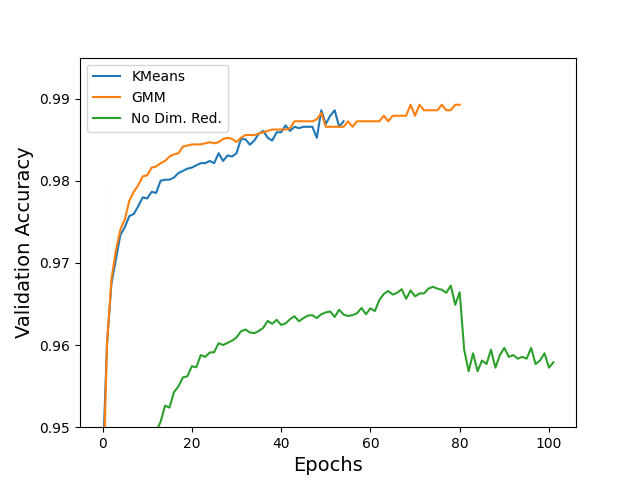 KMeans
GMM
No Dim. Red.
Validation Accuracy
0.99
0.98
0.97
0.96
0.95
0 20 40 60 80 100
Epochs